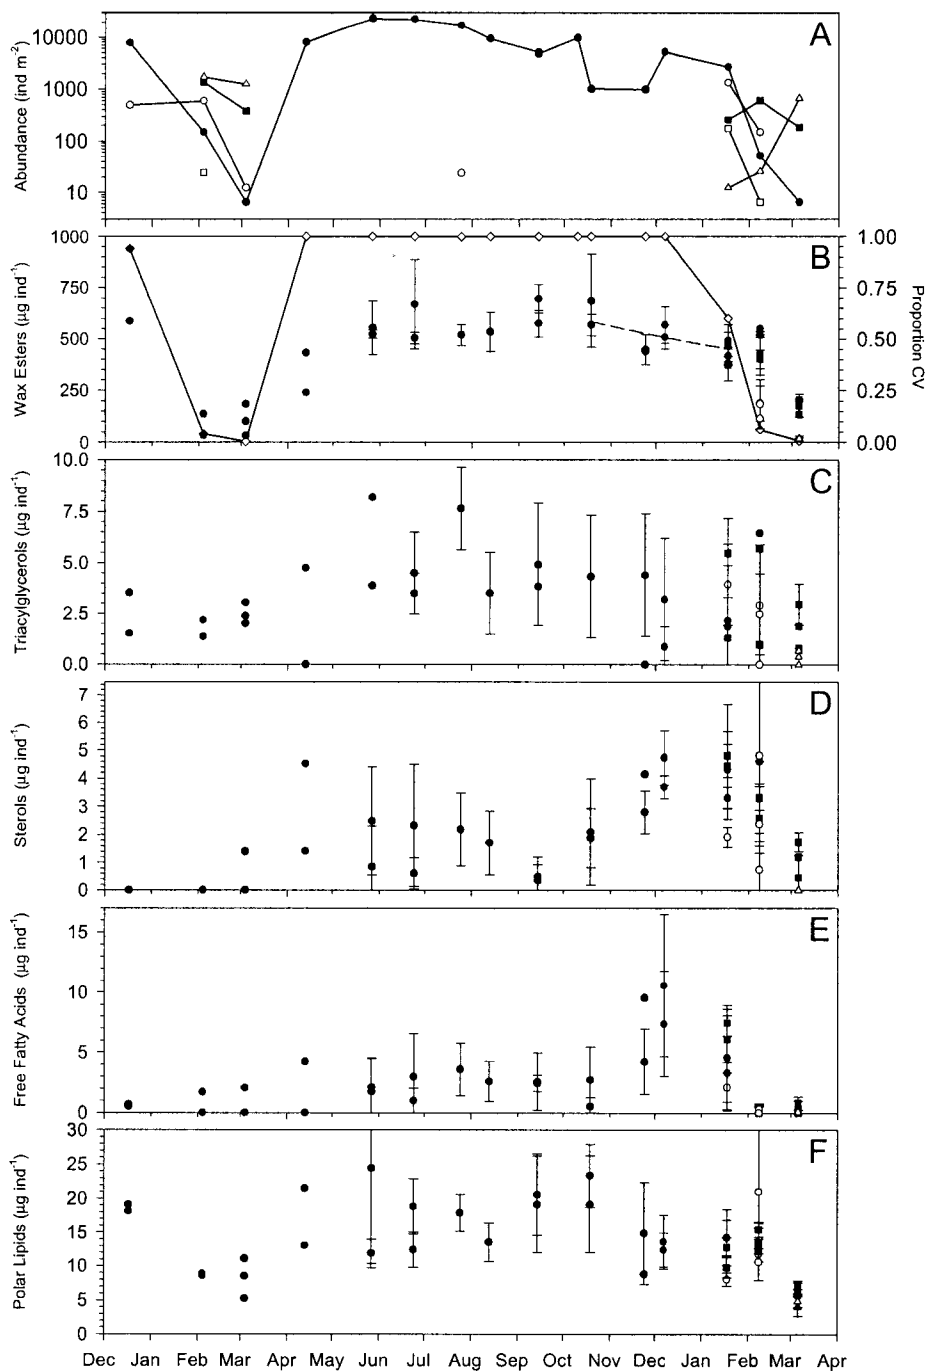 A
Abundance (ind m-2)
10000
1000
100
10
B
Wax Esters (µg ind-1)
1000
750
500
250
0
1.00
0.75
0.50
0.25
0.00
Proportion CV
C
Triacylglycerols (µg ind-1)
10.0
7.5
5.0
2.5
0.0
D
Sterols (µg ind-1)
7
6
5
4
3
2
1
0
E
Free Fatty Acids (µg ind-1)
15
10
5
0
F
Polar Lipids (µg ind-1)
30
25
20
15
10
5
0
Dec Jan Feb Mar Apr May Jun Jul Aug Sep Oct Nov Dec Jan Feb Mar Apr